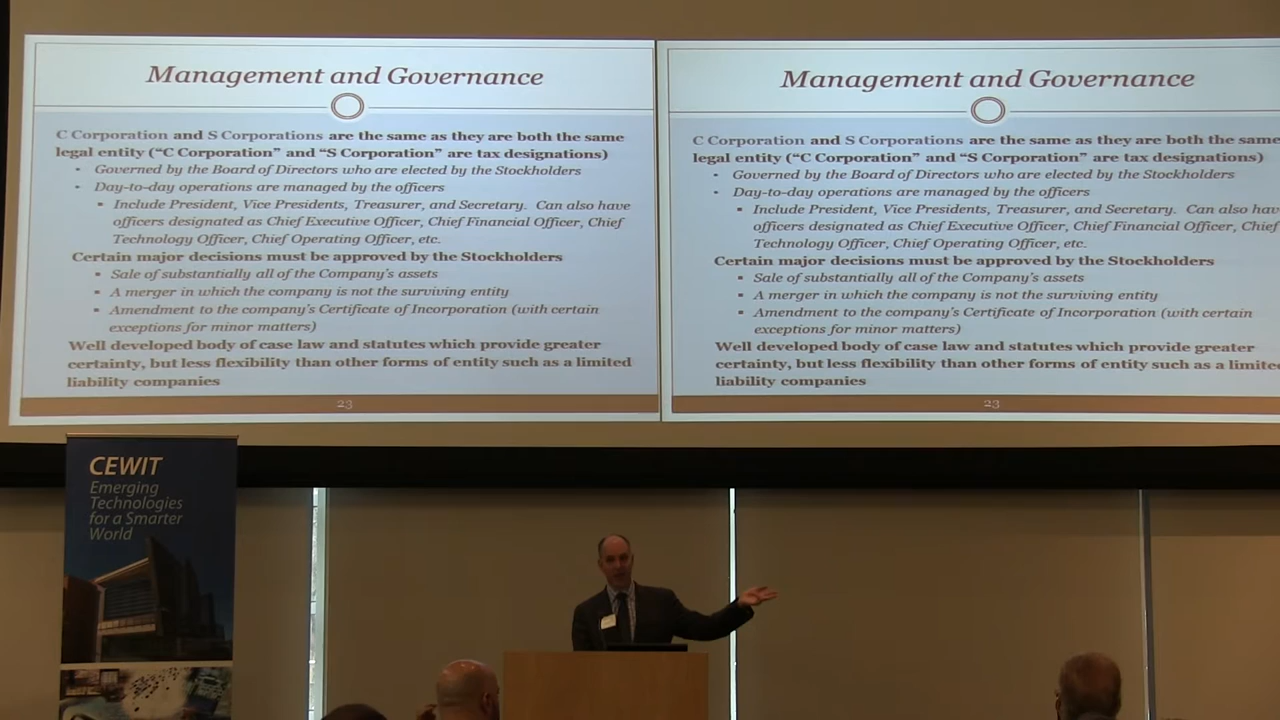 Management and Governance
C Corporation and S Corporations are the same as they are both the same
legal entity (“C Corporation” and “S Corporation” are tax designations)
• Governed by the Board of Directors who are elected by the Stockholders
• Day-to-day operations are managed by the officers
▪ Include President, Vice Presidents, Treasurer, and Secretary. Can also have
officers designated as Chief Executive Officer, Chief Financial Officer, Chief
Technology Officer, Chief Operating Officer, etc.
Certain major decisions must be approved by the Stockholders
▪ Sale of substantially all of the Company's assets
▪ A merger in which the company is not the surviving entity
▪ Amendment to the company's Certificate of Incorporation (with certain
exceptions for minor matters)
Well developed body of case law and statutes which provide greater
certainty, but less flexibility than other forms of entity such as a limited
liability companies
23
Management and Governance
C Corporation and S Corporations are the same as they are both the same
legal entity (“C Corporation” and “S Corporation” are tax designations)
• Governed by the Board of Directors who are elected by the Stockholders
• Day-to-day operations are managed by the officers
▪ Include President, Vice Presidents, Treasurer, and Secretary. Can also hav
officers designated as Chief Executive Officer, Chief Financial Officer, Chief
Technology Officer, Chief Operating Officer, etc.
Certain major decisions must be approved by the Stockholders
▪ Sale of substantially all of the Company's assets
▪ A merger in which the company is not the surviving entity
▪ Amendment to the company's Certificate of Incorporation (with certain
exceptions for minor matters)
Well developed body of case law and statutes which provide greater
certainty, but less flexibility than other forms of entity such as a limite
liability companies
23
CEWIT
Emerging
Technologies
for a Smarter
World